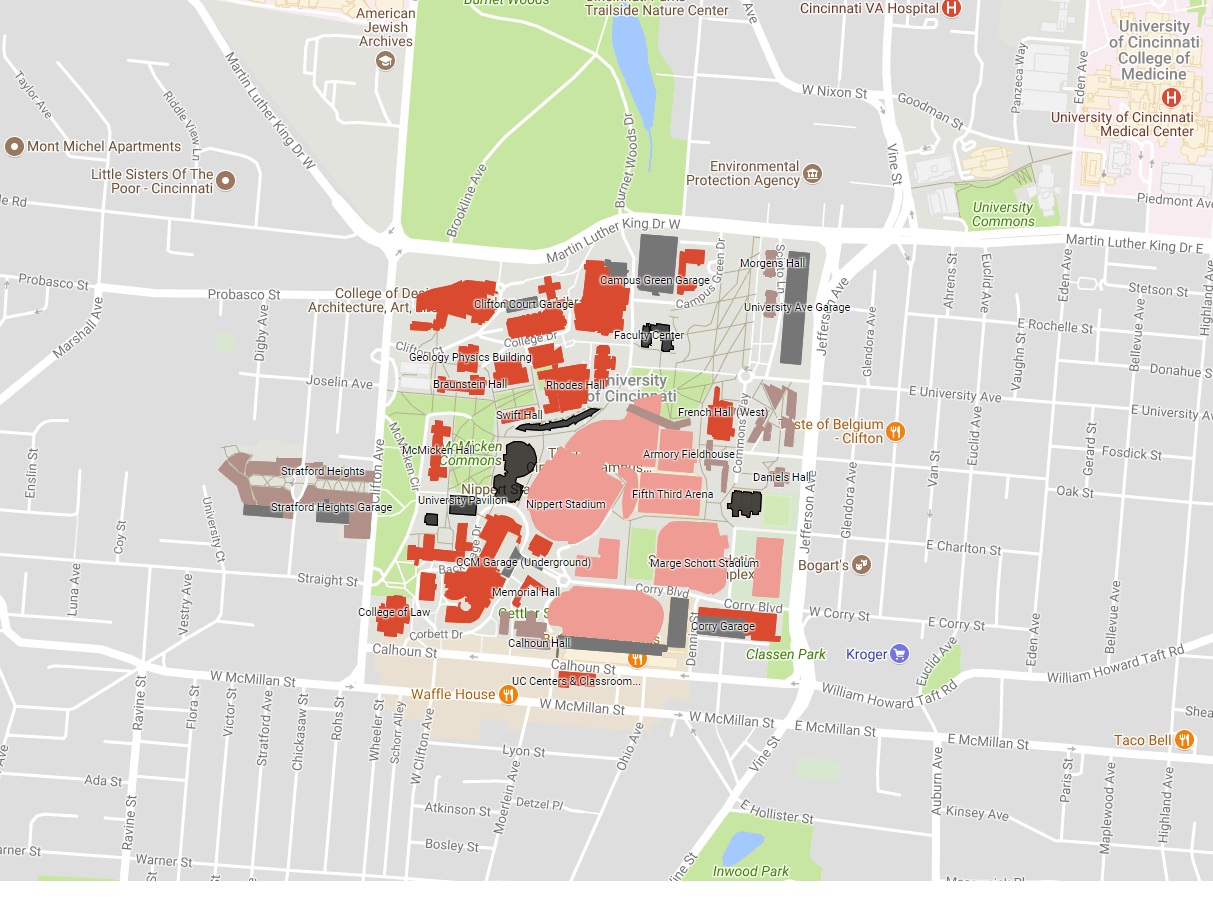 Burnet Woods
Trailside Nature Center
Ave
Cincinnati VA Hospital
H
American
Jewish
Archives
University
of Cincinnati
College of
Medicine
Taylor Ave
Martin Luther King Dr W
Riddle View Ln
W Nixon St
Goodman St
Panzeca Way
Eden Ave
H
University of Cincinnati
Medical Center
Mont Michel Apartments
Little Sisters Of The
Poor - Cincinnati
Burnet Woods Dr
Brookline Ave
Environmental
Protection Agency
Vine St
University
Commons
Piedmont Ave
le Rd
Martin Luther King Dr W
Martin Luther King Dr E
Probasco St
Probasco St
Marshall Ave
Digby Ave
College of
Architecture, Art,
Clifton Court Garage
Campus Green Garage
Campus Green Dr
Morgens Hall
University Ave Garage
Jefferson Ave
Ahrens St
Euclid Ave
Eden Ave
Stetson St
Highland Ave
E Rochelle St
Bellevue Ave
Vaughn St
Glendora Ave
Donahue S
College Dr
Faculty Center
Geology Physics Building
Joselin Ave
Braunstein Hall
Rhodes Hall
University
of Cincinnati
E University Ave
E University Av
Swift Hall
French Hall (West)
Commons Way
Taste of Belgium
- Clifton
McMicken Cir
McMicken Hall
McMicken
Commons
Armory Fieldhouse
Euclid Ave
Van St
Gerard St
Fosdick St
Enslin St
Clifton Ave
Stratford Heights
Stratford Heights Garage
University Pavilion
Nippert Stadium
Fifth Third Arena
Daniels Hall
Jefferson Ave
Glendora Ave
Oak St
University Ct
Coy St
E Charlton St
CCM Garage (Underground)
Marge Schott Stadium
Bogart's
Luna Ave
Vestry Ave
Straight St
Memorial Hall
Corry Blvd
Corry Blvd
College of Law
Corry Garage
W Corry St
E Corry St
Corbett Dr
Calhoun Hall
Dennis St
Eden Ave
Bellevue Ave
Calhoun St
Calhoun St
Classen Park
Kroger
Euclid Ave
William Howard Taft Rd
William Howard Taft Rd
W McMillan St
UC Centers & Classroom...
Waffle House
W McMillan St
W McMillan St
E McMillan St
E McMillan St
Taco Bell
Shea
Ravine St
Flora St
Victor St
Stratford Ave
Chickasaw St
Rohs St
Wheeler St
Schorr Alley
W Clifton Ave
Lyon St
Ohio Ave
Vine St
Ada St
Atkinson St
Moerlein Ave
Detzel Pl
E Hollister St
Auburn Ave
Kinsey Ave
Paris St
Maplewood Ave
Highland Ave
Ravine St
Bosley St
Warner St
arner St
Vine St
Inwood Park